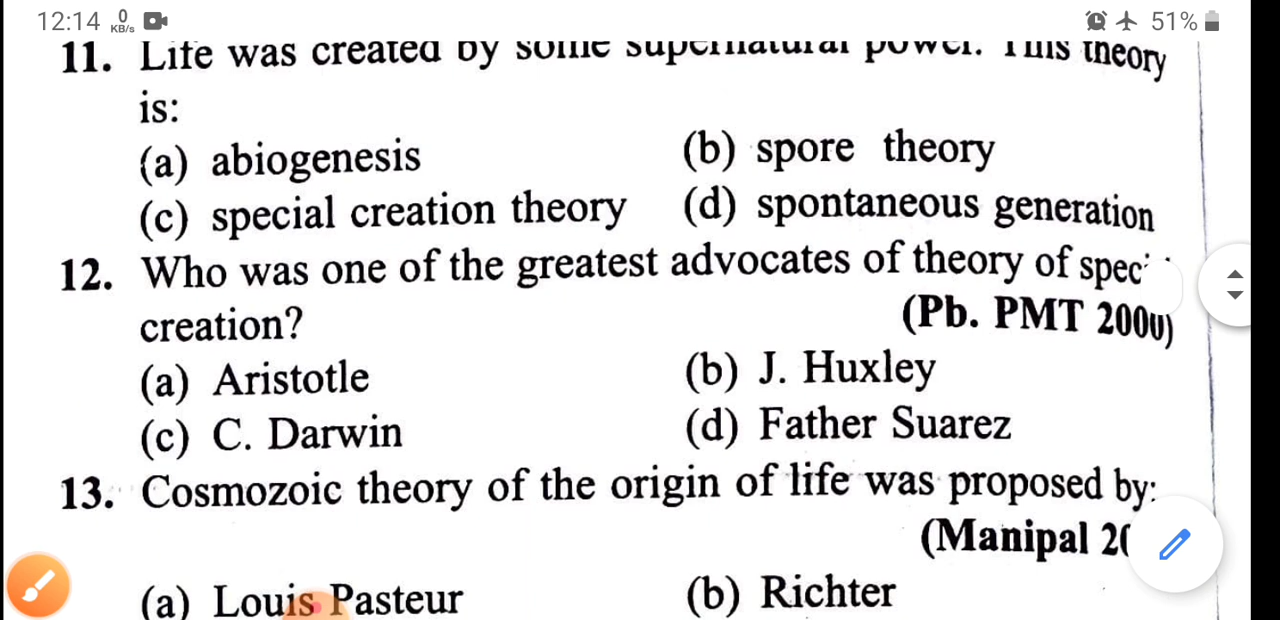 12:14 0 KB/s 51%
11. Life was created by some supernatural power. This theory
is:
(a) abiogenesis (b) spore theory
(c) special creation theory (d) spontaneous generation
12. Who was one of the greatest advocates of theory of spec
creation? (Pb. PMT 2000)
(a) Aristotle (b) J. Huxley
(c) C. Darwin (d) Father Suarez
13. Cosmozoic theory of the origin of life was proposed by:
(Manipal 20
(a) Louis Pasteur (b) Richter